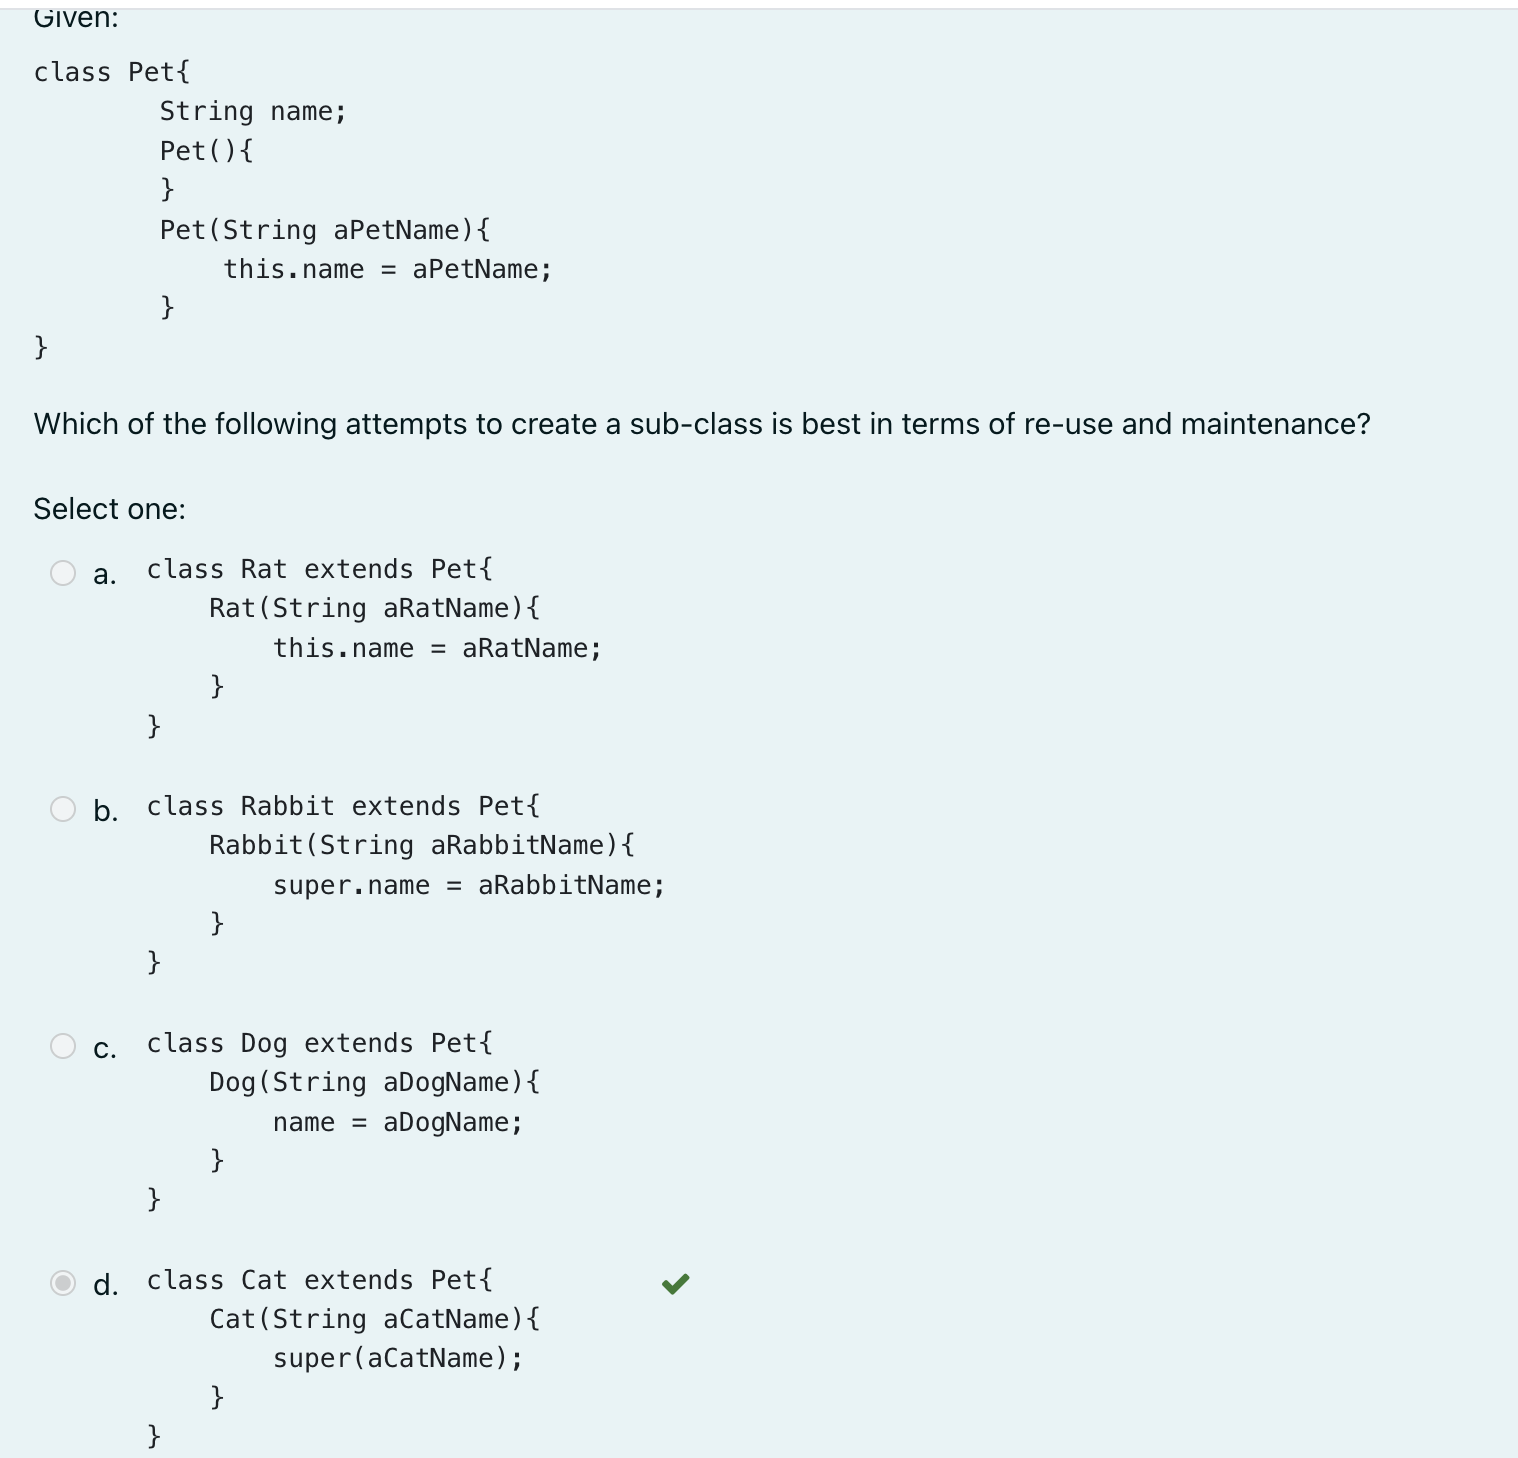 Given:
class Pet{
String name;
Pet(){
}
Pet(String aPetName){
this.name = aPetName;
}
}
Which of the following attempts to create a sub-class is best in terms of re-use and maintenance?
Select one:
a. class Rat extends Pet{
Rat(String aRatName){
this.name = aRatName;
}
}
b. class Rabbit extends Pet{
Rabbit(String aRabbitName){
super.name = aRabbitName;
}
}
c. class Dog extends Pet{
Dog(String aDogName){
name = aDogName;
}
}
d. class Cat extends Pet{
Cat(String aCatName){
super(aCatName);
}
}